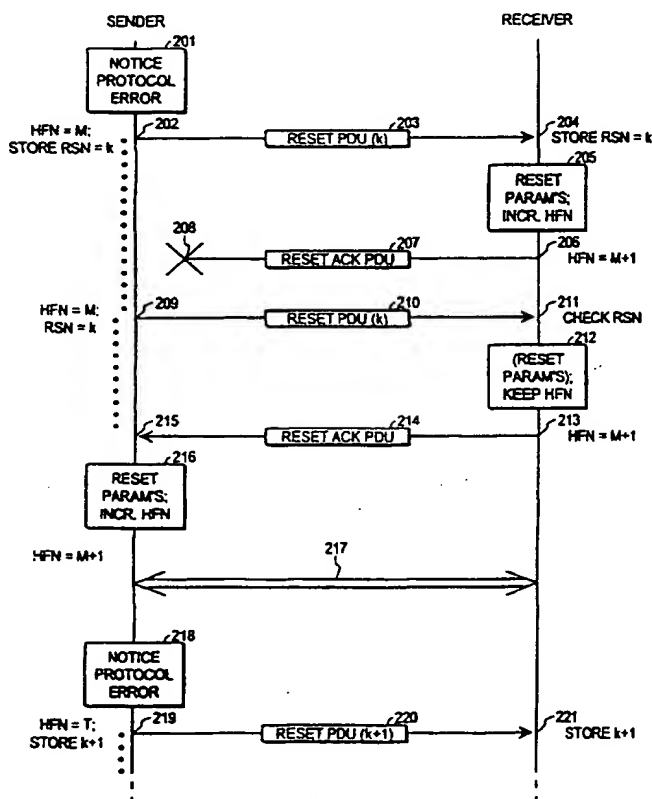 SENDER
RECEIVER
201
NOTICE
PROTOCOL
ERROR
HFN = M;
STORE RSN = k
202
203
RESET PDU (k)
204
STORE RSN = k
205
RESET
PARAM'S;
INCR. HFN
208
207
RESET ACK PDU
206
HFN = M+1
HFN = M;
RSN = k
209
210
RESET PDU (k)
211
CHECK RSN
212
(RESET
PARAM'S);
KEEP HFN
215
214
RESET ACK PDU
213
HFN = M+1
216
RESET
PARAM'S;
INCR. HFN
HFN = M+1
217
218
NOTICE
PROTOCOL
ERROR
HFN = T;
STORE k+1
219
220
RESET PDU (k+1)
221
STORE k+1